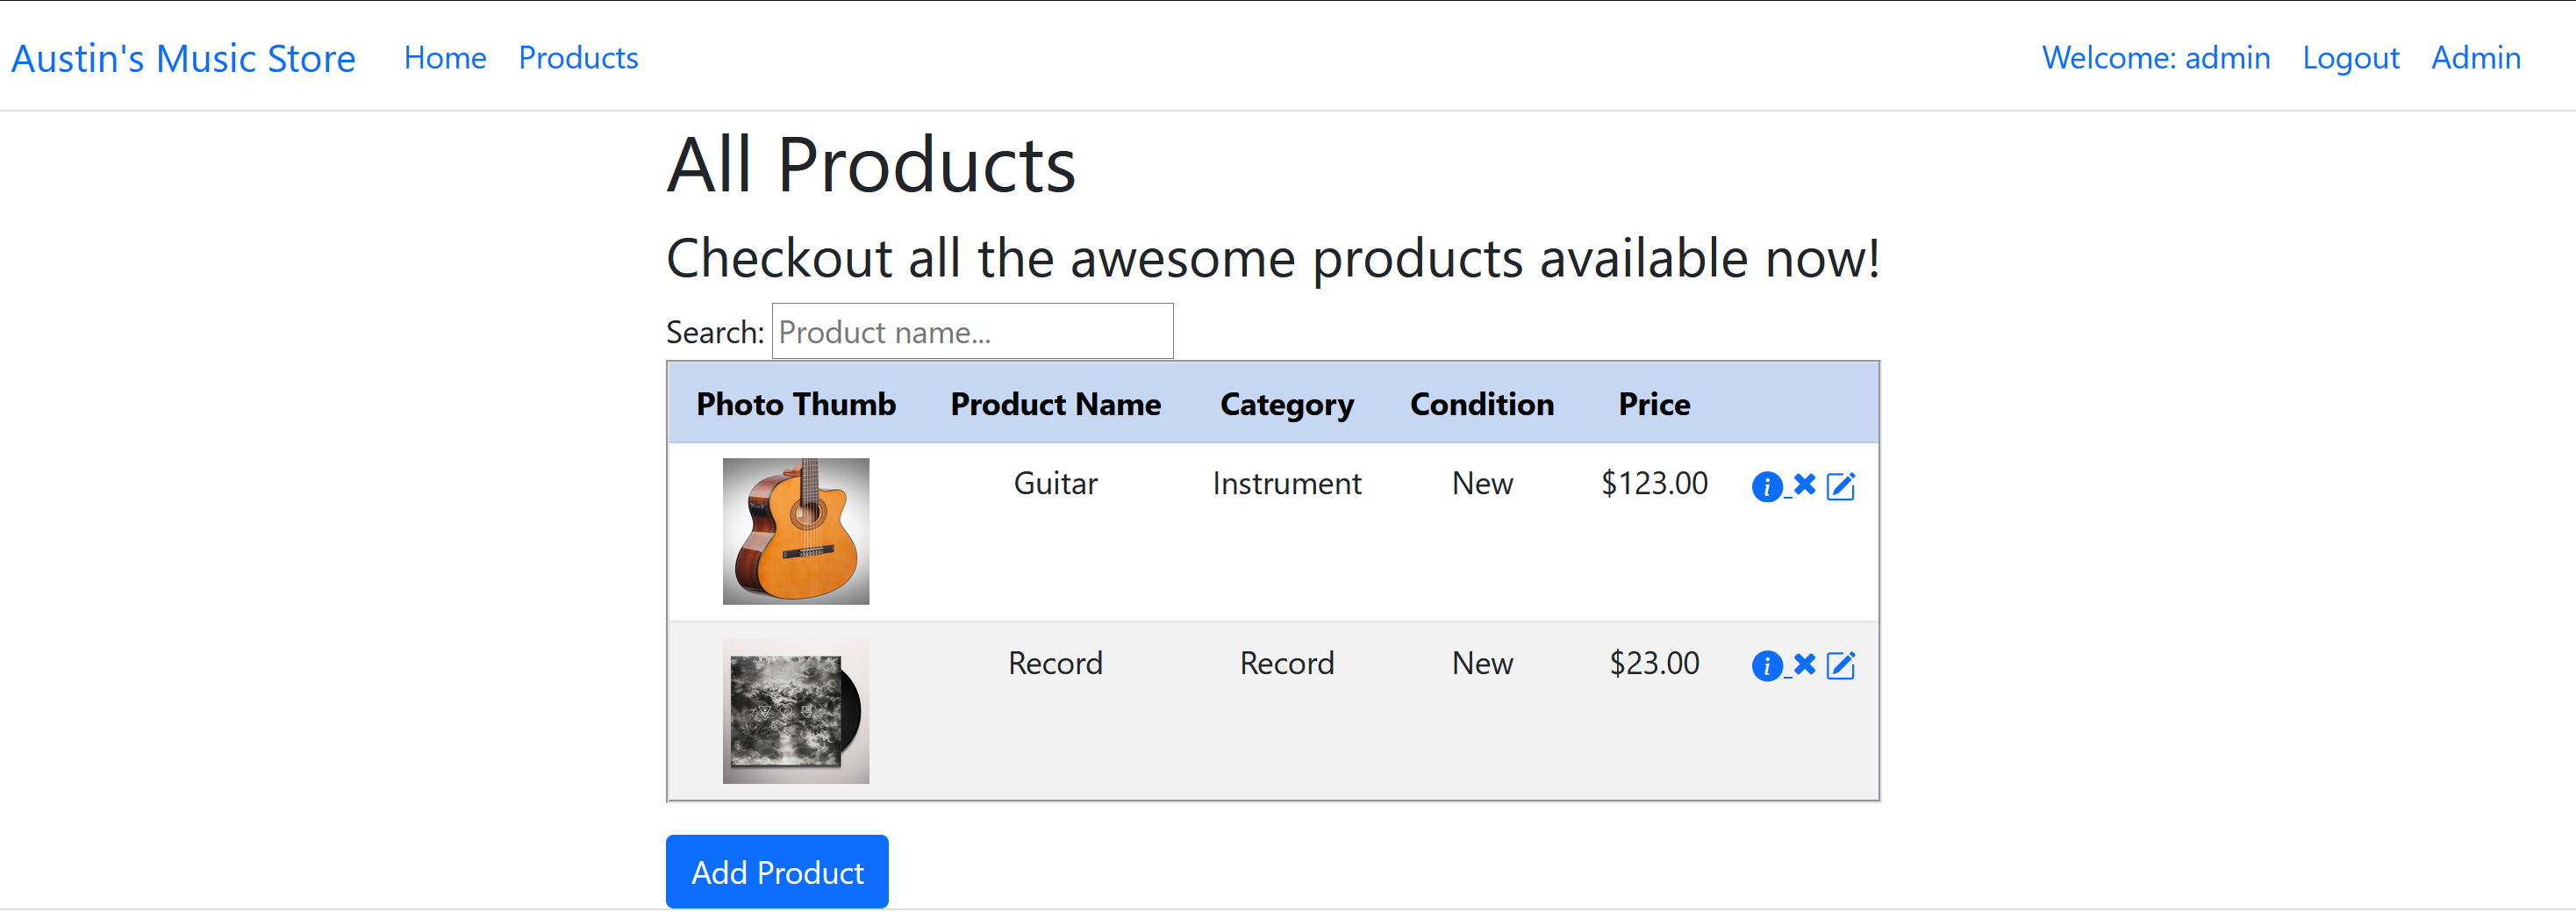 Austin's Music Store Home Products Welcome: admin Logout Admin
All Products
Checkout all the awesome products available now!
Search: Product name...
Photo Thumb Product Name Category Condition Price
Guitar Instrument New $123.00
Record Record New $23.00
Add Product